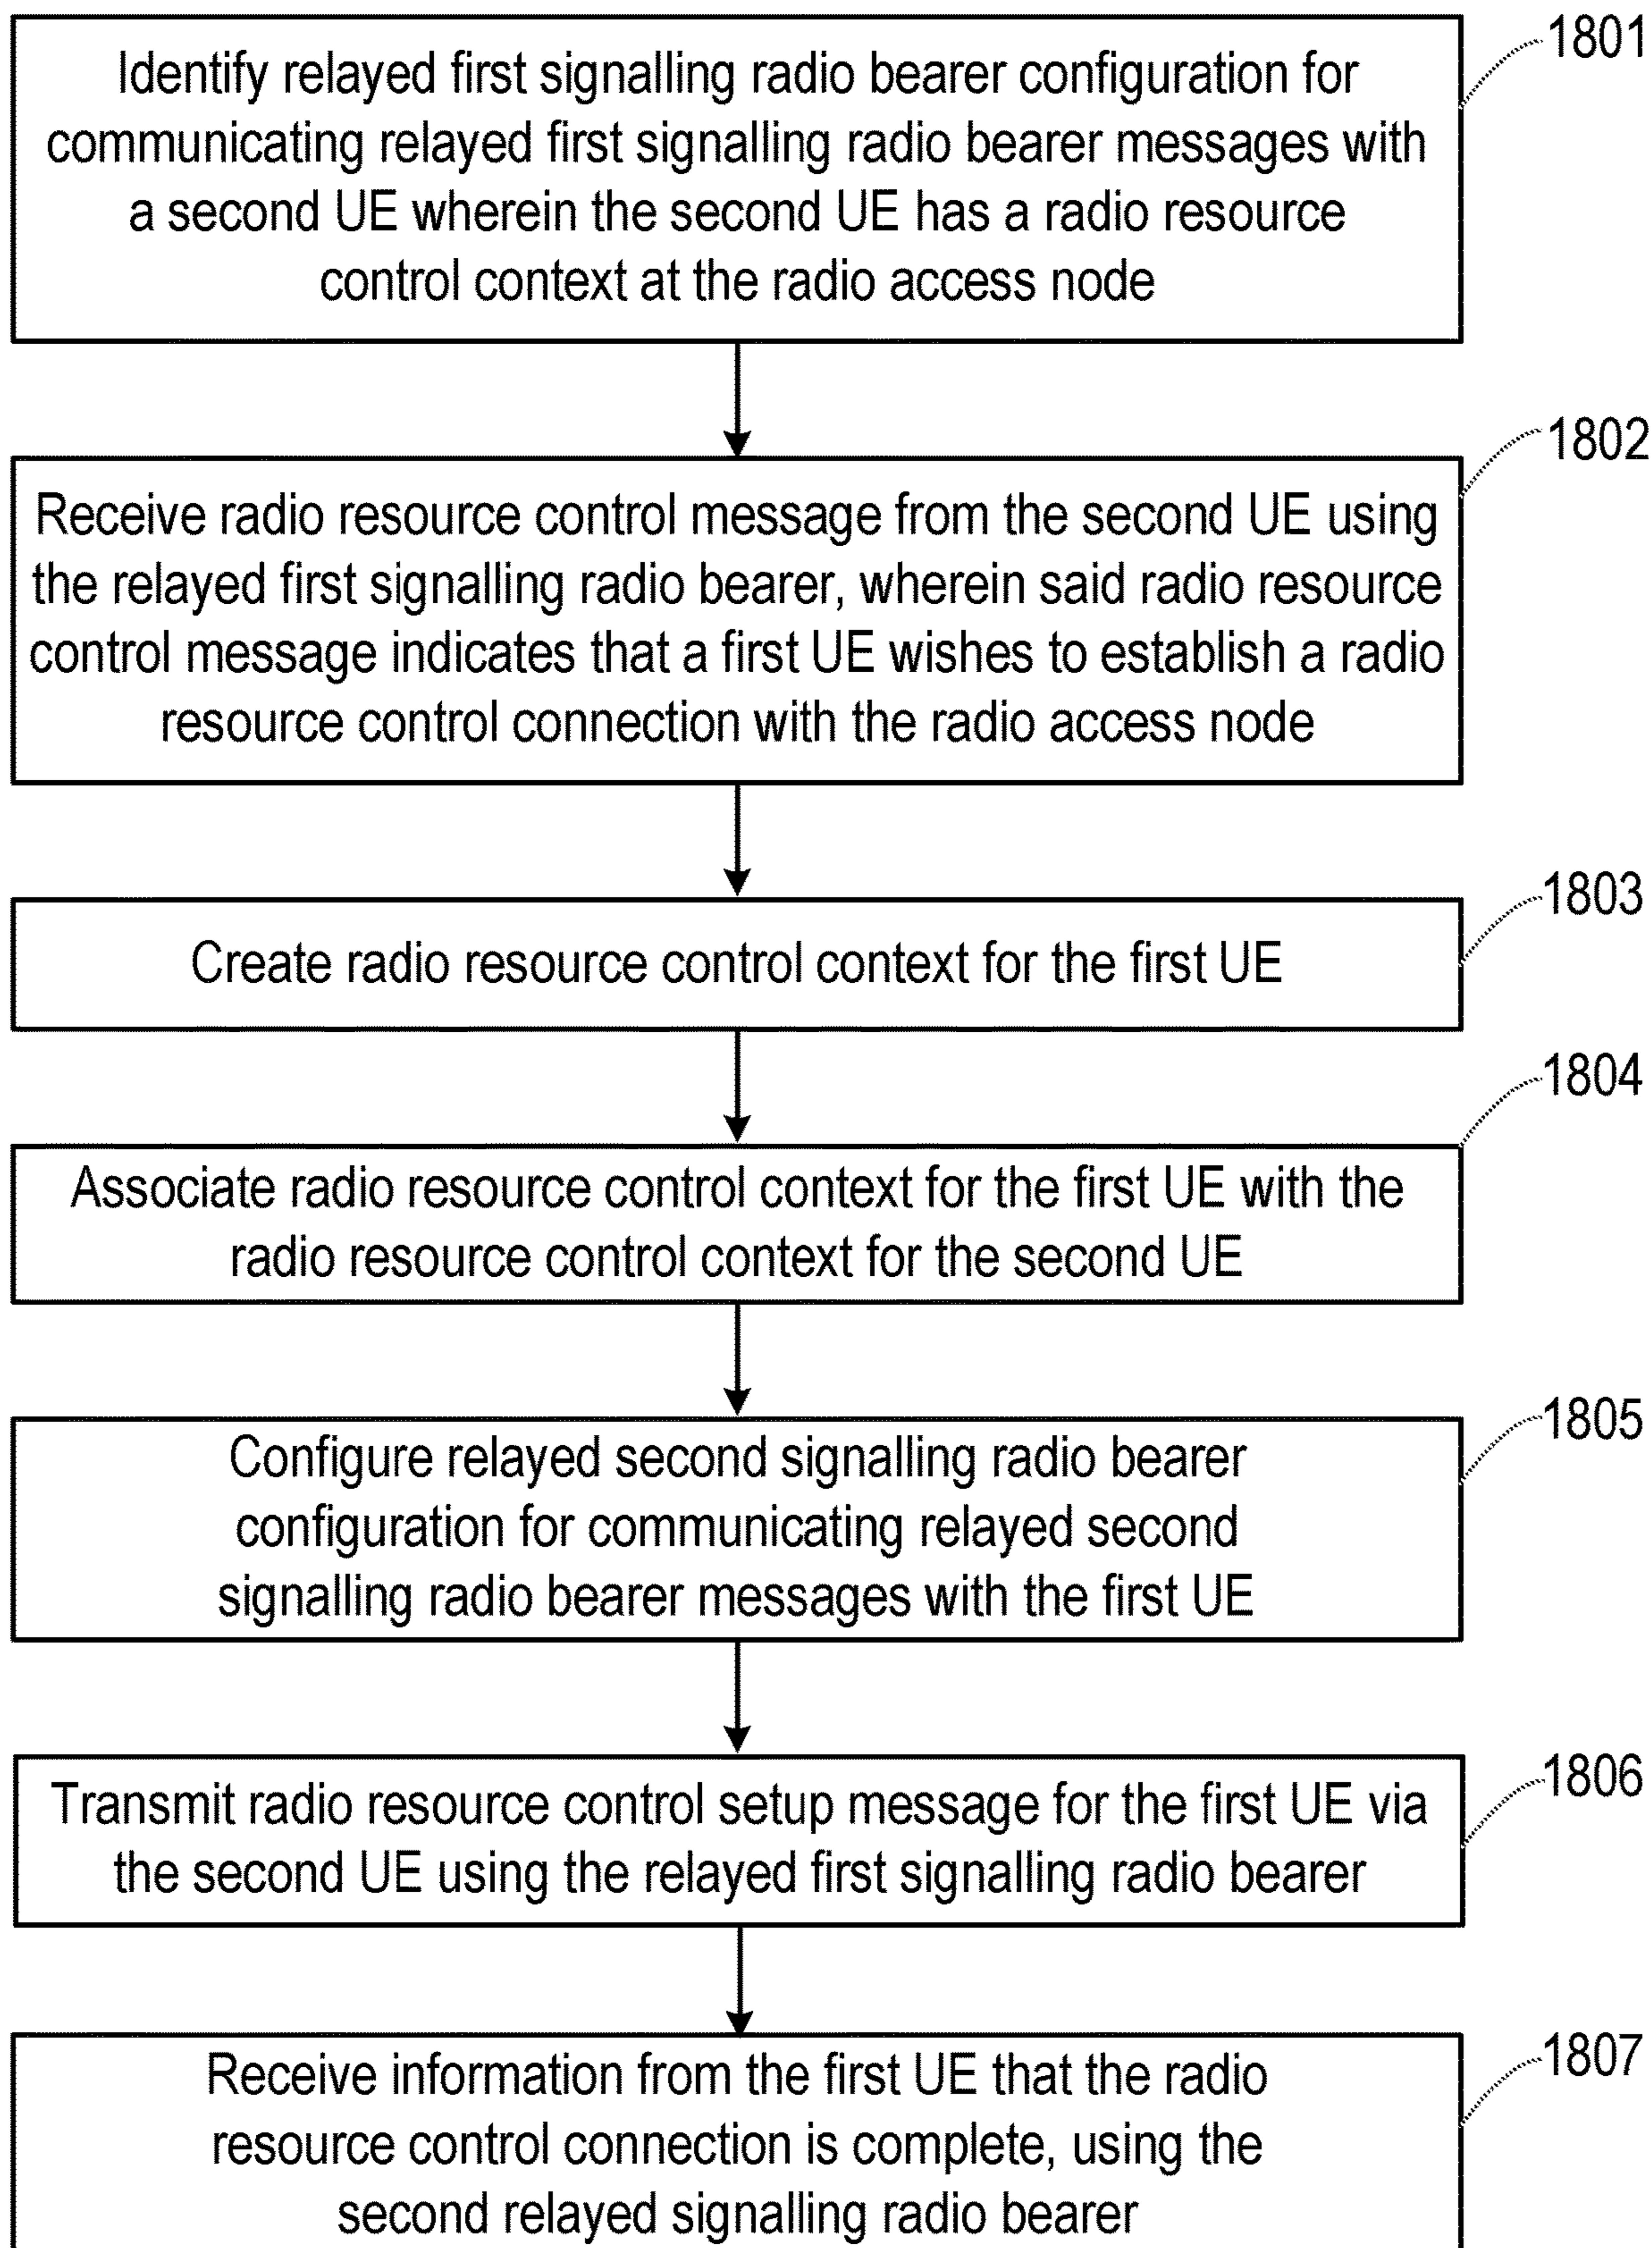 1801
Identify relayed first signalling radio bearer configuration for
communicating relayed first signalling radio bearer messages with
a second UE wherein the second UE has a radio resource
control context at the radio access node
1802
Receive radio resource control message from the second UE using
the relayed first signalling radio bearer, wherein said radio resource
control message indicates that a first UE wishes to establish a radio
resource control connection with the radio access node
1803
Create radio resource control context for the first UE
1804
Associate radio resource control context for the first UE with the
radio resource control context for the second UE
1805
Configure relayed second signalling radio bearer
configuration for communicating relayed second
signalling radio bearer messages with the first UE
1806
Transmit radio resource control setup message for the first UE via
the second UE using the relayed first signalling radio bearer
1807
Receive information from the first UE that the radio
resource control connection is complete, using the
second relayed signalling radio bearer